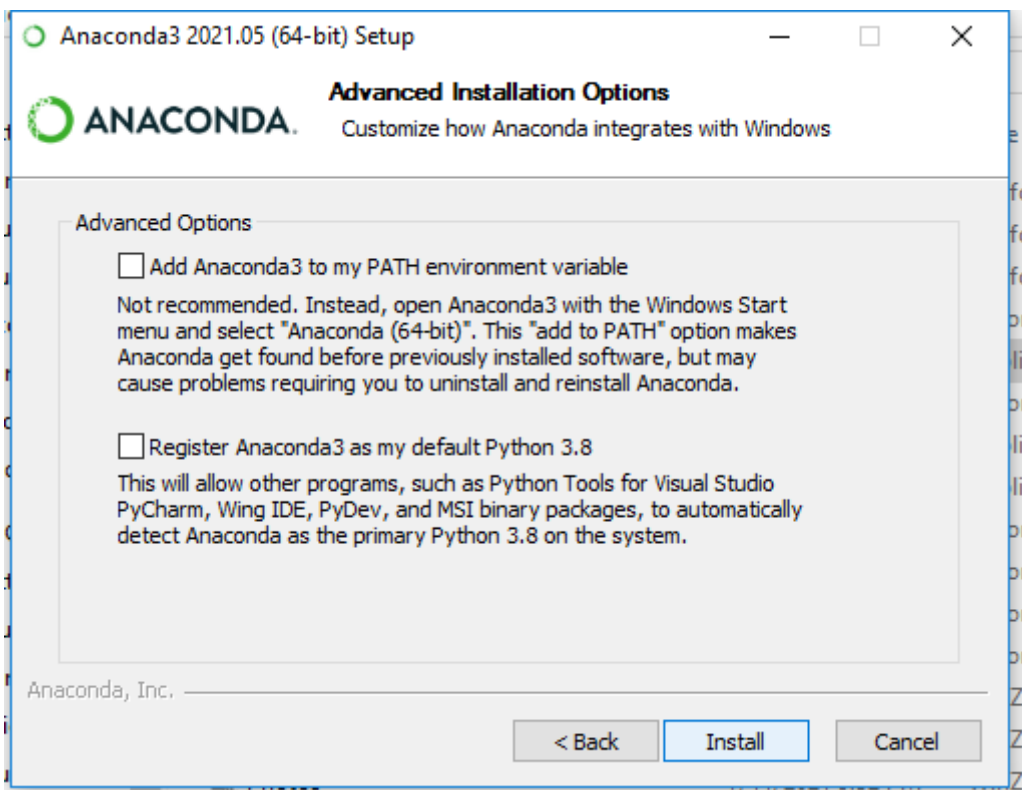 Anaconda3 2021.05 (64-bit) Setup
ANACONDA.
Advanced Installation Options
Customize how Anaconda integrates with Windows
Advanced Options
Add Anaconda3 to my PATH environment variable
Not recommended. Instead, open Anaconda3 with the Windows Start
menu and select "Anaconda (64-bit)". This "add to PATH" option makes
Anaconda get found before previously installed software, but may
cause problems requiring you to uninstall and reinstall Anaconda.
Register Anaconda3 as my default Python 3.8
This will allow other programs, such as Python Tools for Visual Studio
PyCharm, Wing IDE, PyDev, and MSI binary packages, to automatically
detect Anaconda as the primary Python 3.8 on the system.
Anaconda, Inc.
< Back
Install
Cancel